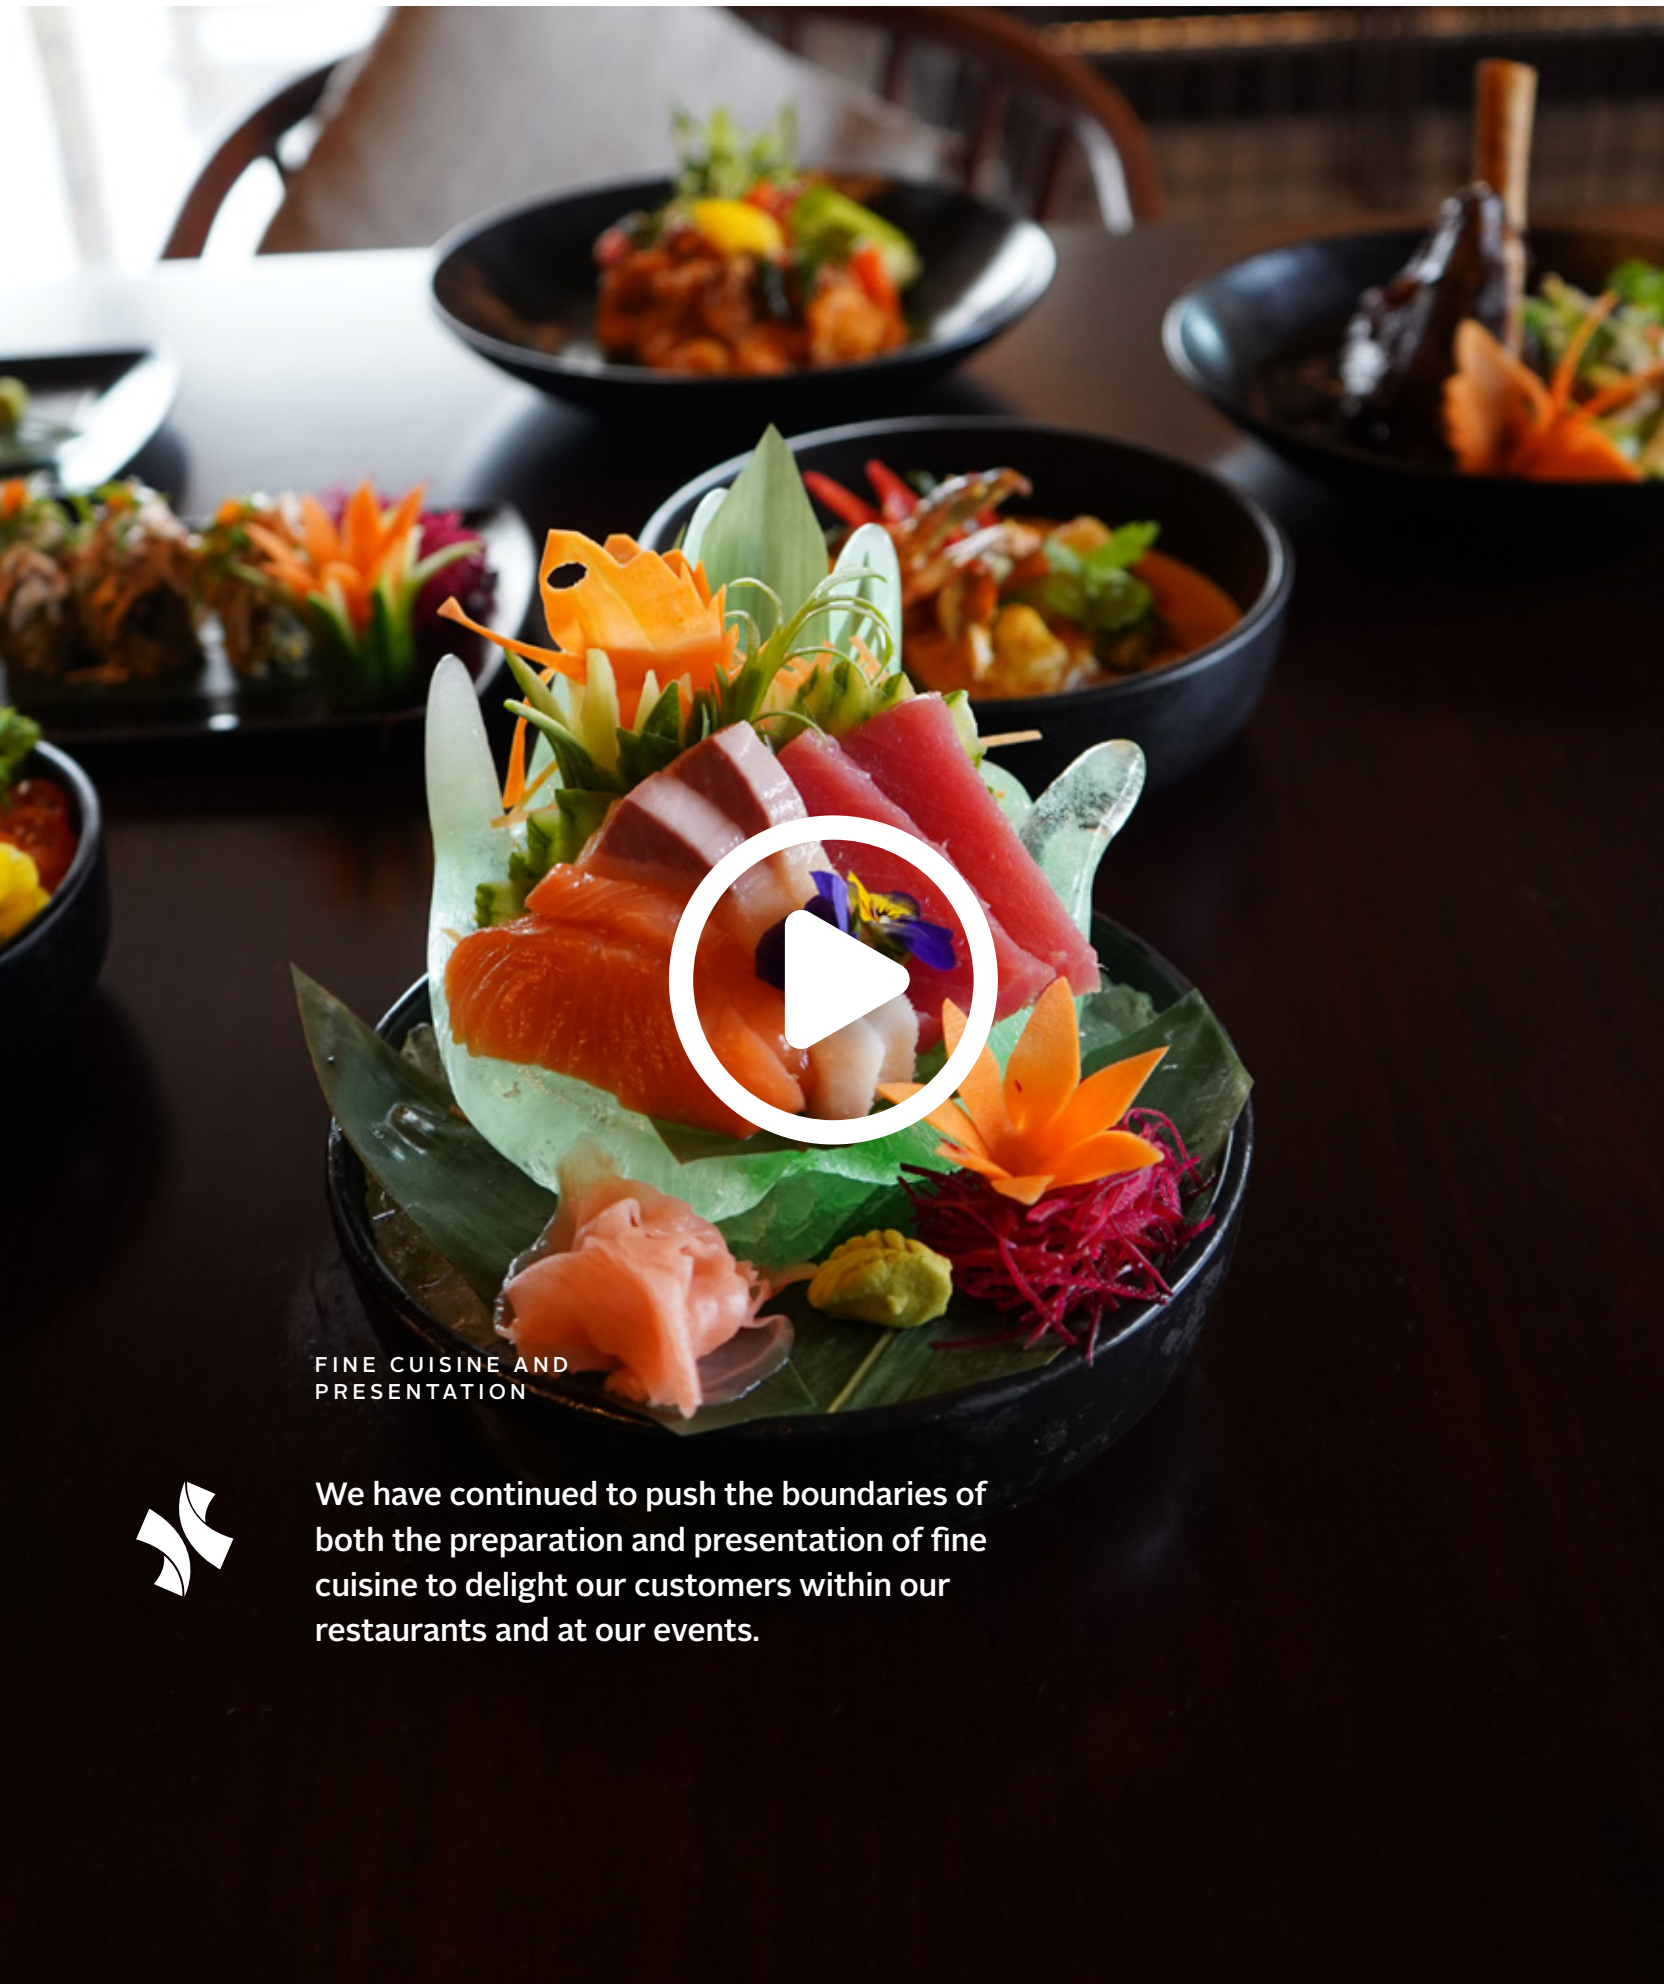 FINE CUISINE AND
PRESENTATION
We have continued to push the boundaries of
both the preparation and presentation of fine
cuisine to delight our customers within our
restaurants and at our events.